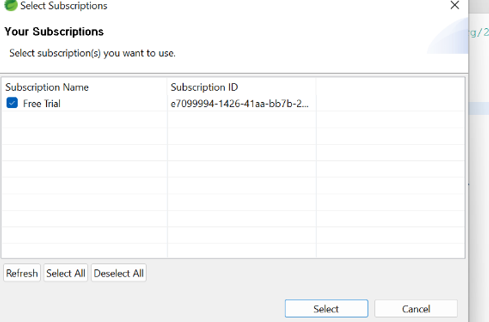 Select Subscriptions
Your Subscriptions
Select subscription(s) you want to use.
Subscription Name Subscription ID
Free Trial e7099994-1426-41aa-bb7b-2...
Refresh Select All Deselect All
Select Cancel
g/2